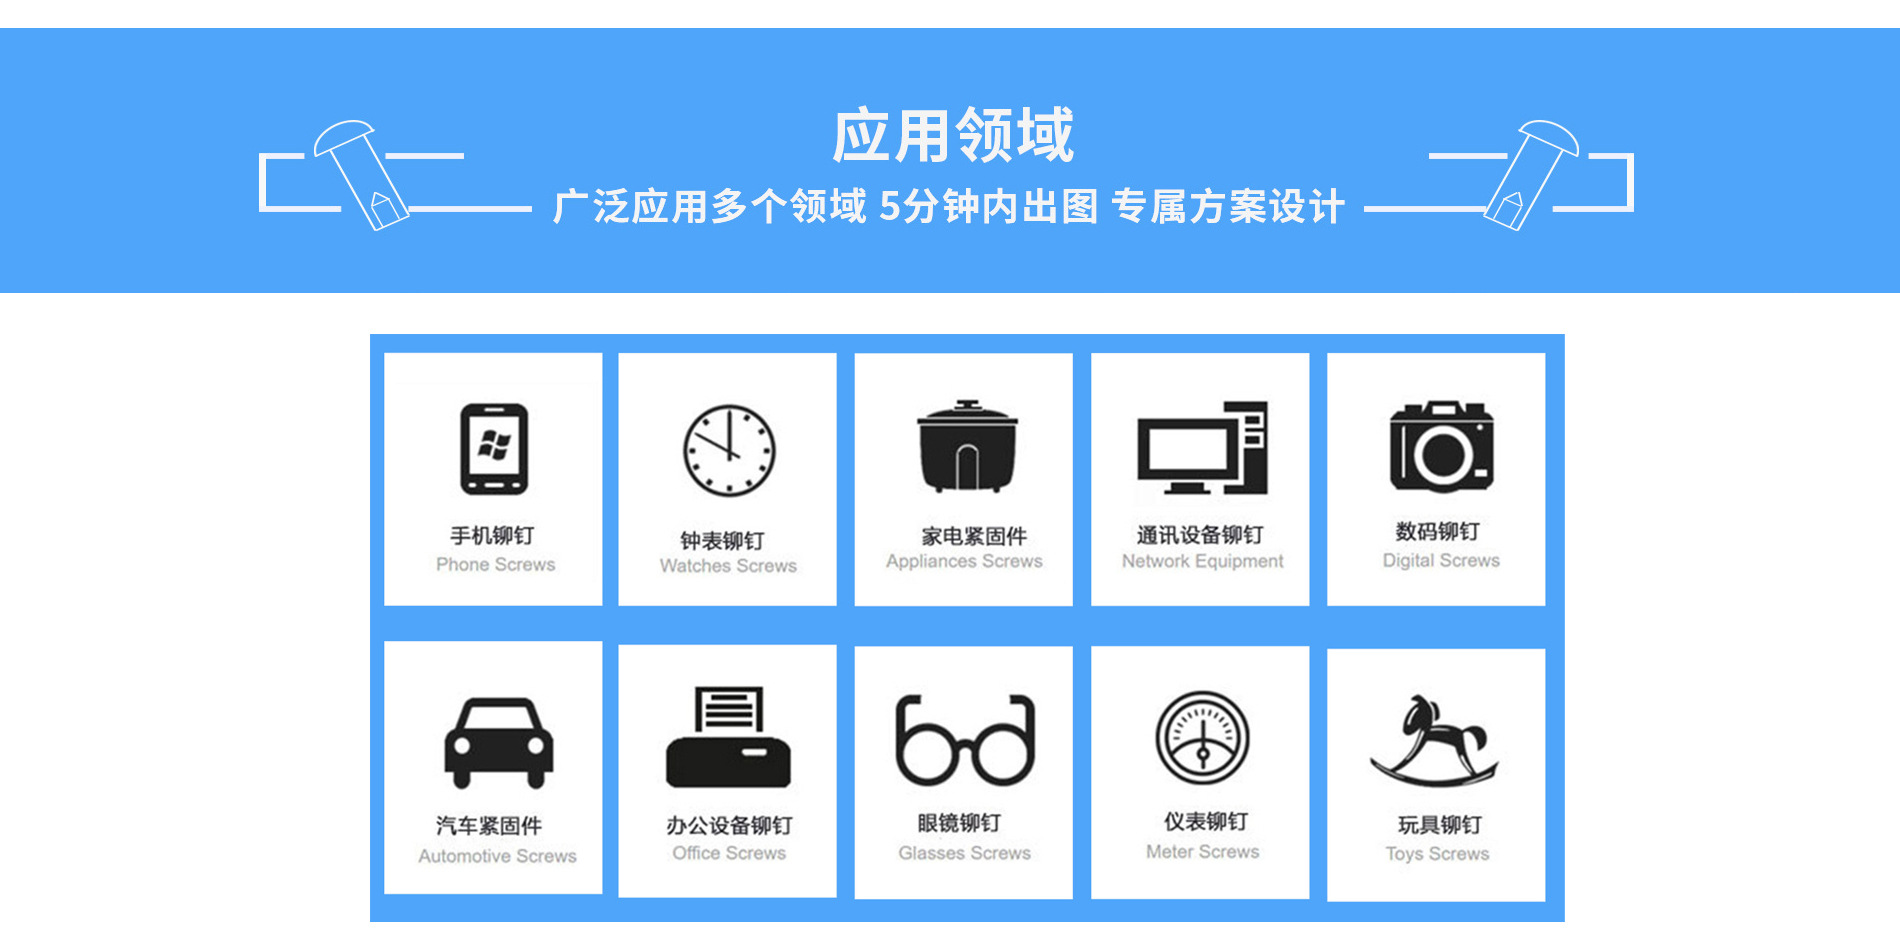 应用领域
广泛应用多个领域 5分钟内出图 专属方案设计
手机铆钉
Phone Screws
钟表铆钉
Watches Screws
家电紧固件
Appliances Screws
通讯设备铆钉
Network Equipment
数码铆钉
Digital Screws
汽车紧固件
Automotive Screws
办公设备铆钉
Office Screws
眼镜铆钉
Glasses Screws
仪表铆钉
Meter Screws
玩具铆钉
Toys Screws